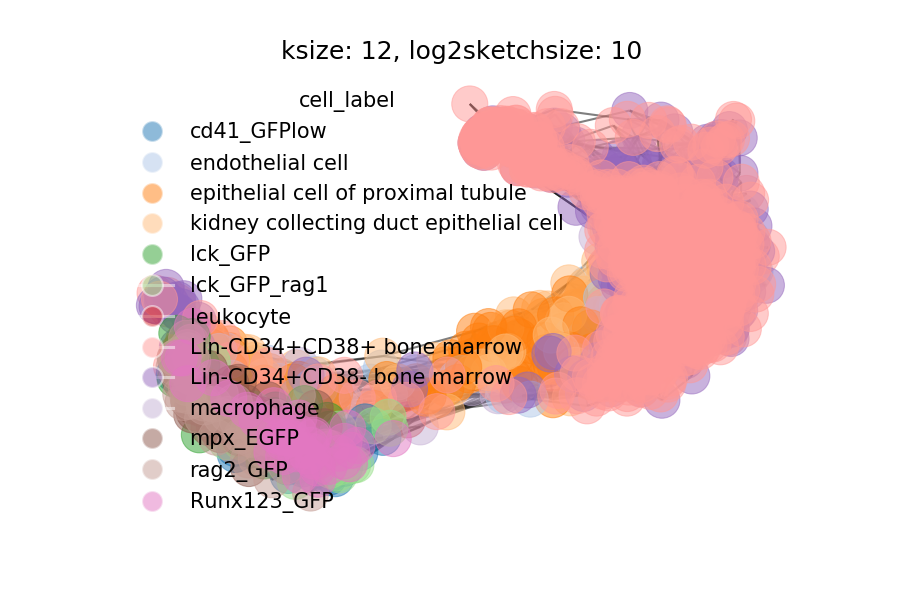 ksize: 12, log2sketchsize: 10
cell_label
cd41_GFPlow
endothelial cell
epithelial cell of proximal tubule
kidney collecting duct epithelial cell
lck_GFP
lck_GFP_rag1
leukocyte
Lin-CD34+CD38+ bone marrow
Lin-CD34+CD38- bone marrow
macrophage
mpx_EGFP
rag2_GFP
Runx123_GFP